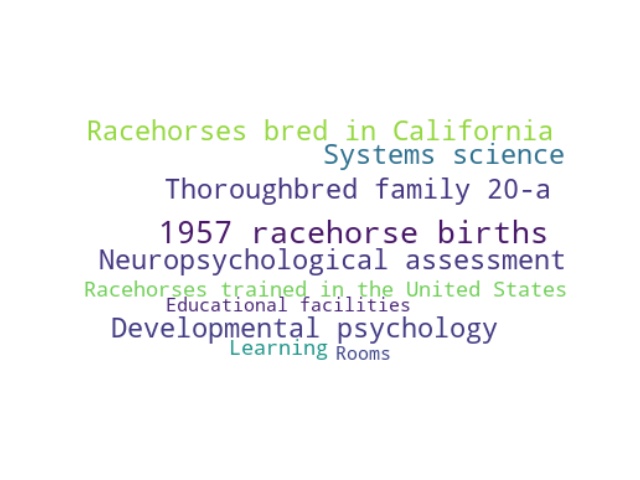 Racehorses bred in California
Systems science
Thoroughbred family 20-a
1957 racehorse births
Neuropsychological assessment
Racehorses trained in the United States
Educational facilities
Developmental psychology
Learning
Rooms